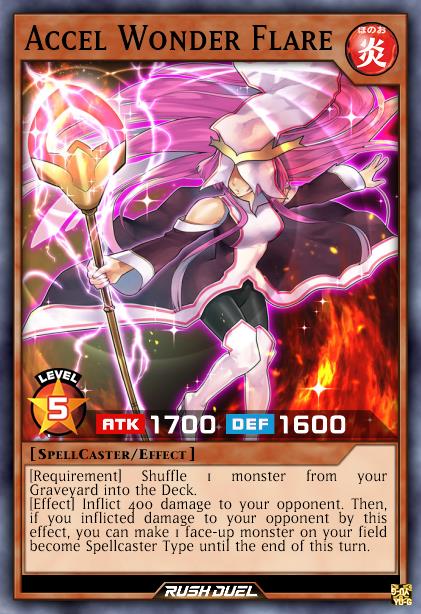 ACCEL WONDER FLARE
ほのお
炎
LEVEL
5
ATK 1700 DEF 1600
[SPELLCASTER/EFFECT]
[Requirement] Shuffle 1 monster from your
Graveyard into the Deck.
[Effect] Inflict 400 damage to your opponent. Then,
if you inflicted damage to your opponent by this
effect, you can make 1 face-up monster on your field
become Spellcaster Type until the end of this turn.
RUSH DUEL